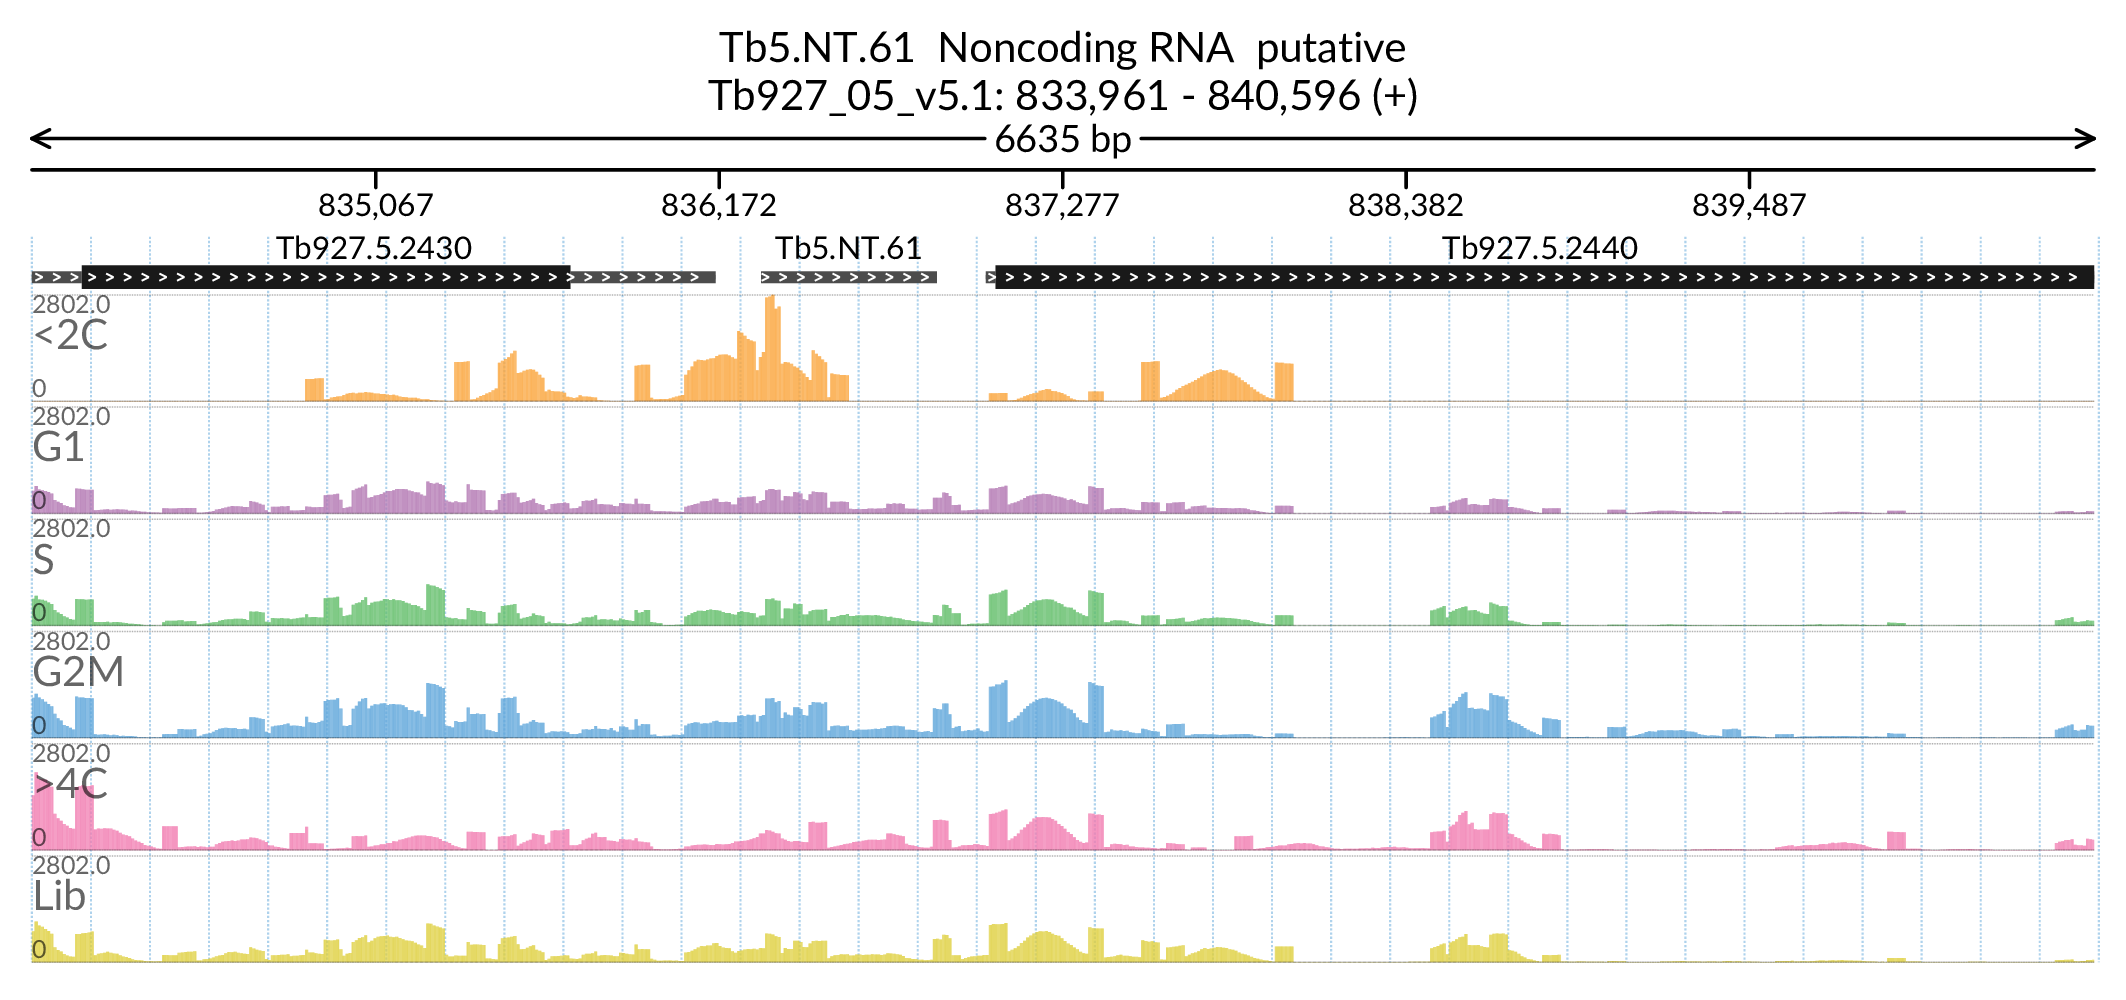 Tb5.NT.61 Noncoding RNA putative
Tb927_05_v5.1: 833,961 - 840,596 (+)
6635 bp
835,067 836,172 837,277 838,382 839,487
Tb927.5.2430 Tb5.NT.61 Tb927.5.2440
2802.0
<2C
0
2802.0
G1
0
2802.0
S
0
2802.0
G2M
0
2802.0
>4C
0
2802.0
Lib
0